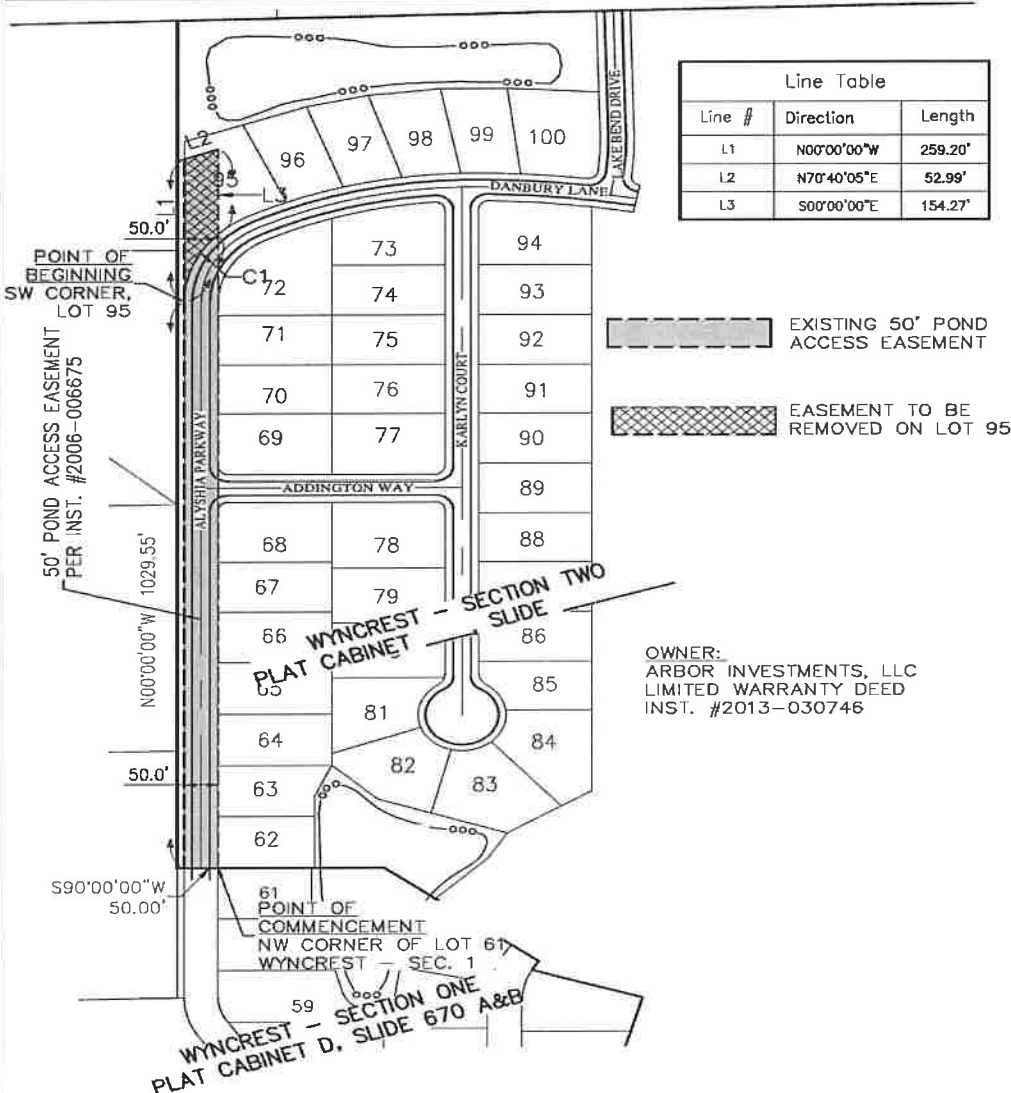 Line Table
Line # Direction Length
L1 N00°00'00"W 259.20'
L2 N70°40'05"E 52.99'
L3 S00°00'00"E 154.27'
LAKE BEND DRIVE
L2
96
97
98
99
100
95
L1
L3
DANBURY LANE
50.0'
POINT OF
BEGINNING
SW CORNER,
LOT 95
C1
72
73
94
74
93
71
75
92
70
76
91
69
77
90
KARLYN COURT
ALYSHIA PARKWAY
ADDINGTON WAY
89
EXISTING 50' POND
ACCESS EASEMENT
EASEMENT TO BE
REMOVED ON LOT 95
50' POND ACCESS EASEMENT
PER INST. #2006-006675
N00°00'00"W 1029.55'
68
78
88
67
79
WYNCREST - SECTION TWO
PLAT CABINET SLIDE
66
86
65
85
81
64
84
82
83
63
62
50.0'
OWNER:
ARBOR INVESTMENTS, LLC
LIMITED WARRANTY DEED
INST. #2013-030746
S90°00'00"W
50.00'
61
POINT OF
COMMENCEMENT
NW CORNER OF LOT 61
WYNCREST - SEC. 1
59
WYNCREST - SECTION ONE
PLAT CABINET D, SLIDE 670 A&B